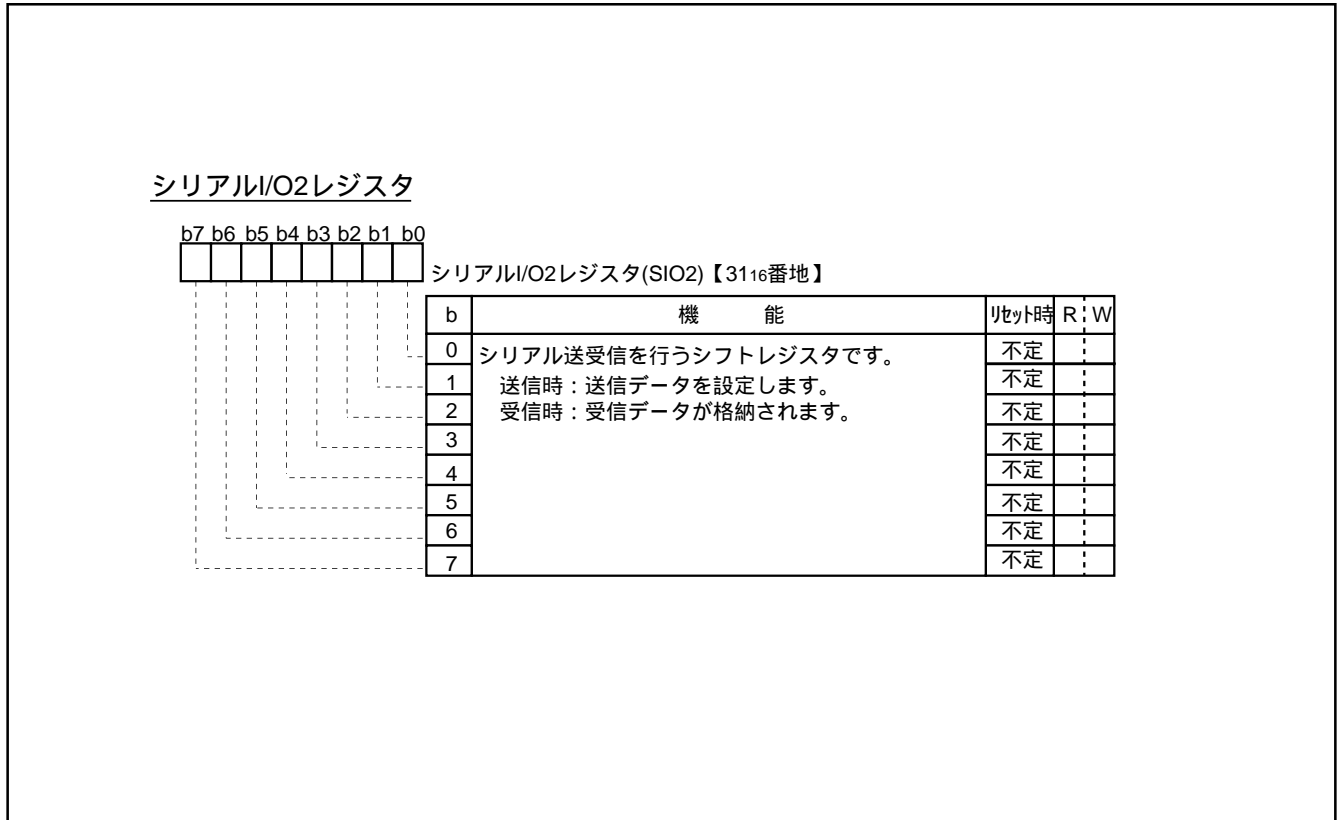 シリアルI/O2レジスタ
b7 b6 b5 b4 b3 b2 b1 b0
シリアルI/O2レジスタ(SIO2)【3116番地】
b 機 能 リセット時 R W
0 シリアル送受信を行うシフトレジスタです。 不定
1 送信時：送信データを設定します。 不定
2 受信時：受信データが格納されます。 不定
3 不定
4 不定
5 不定
6 不定
7 不定